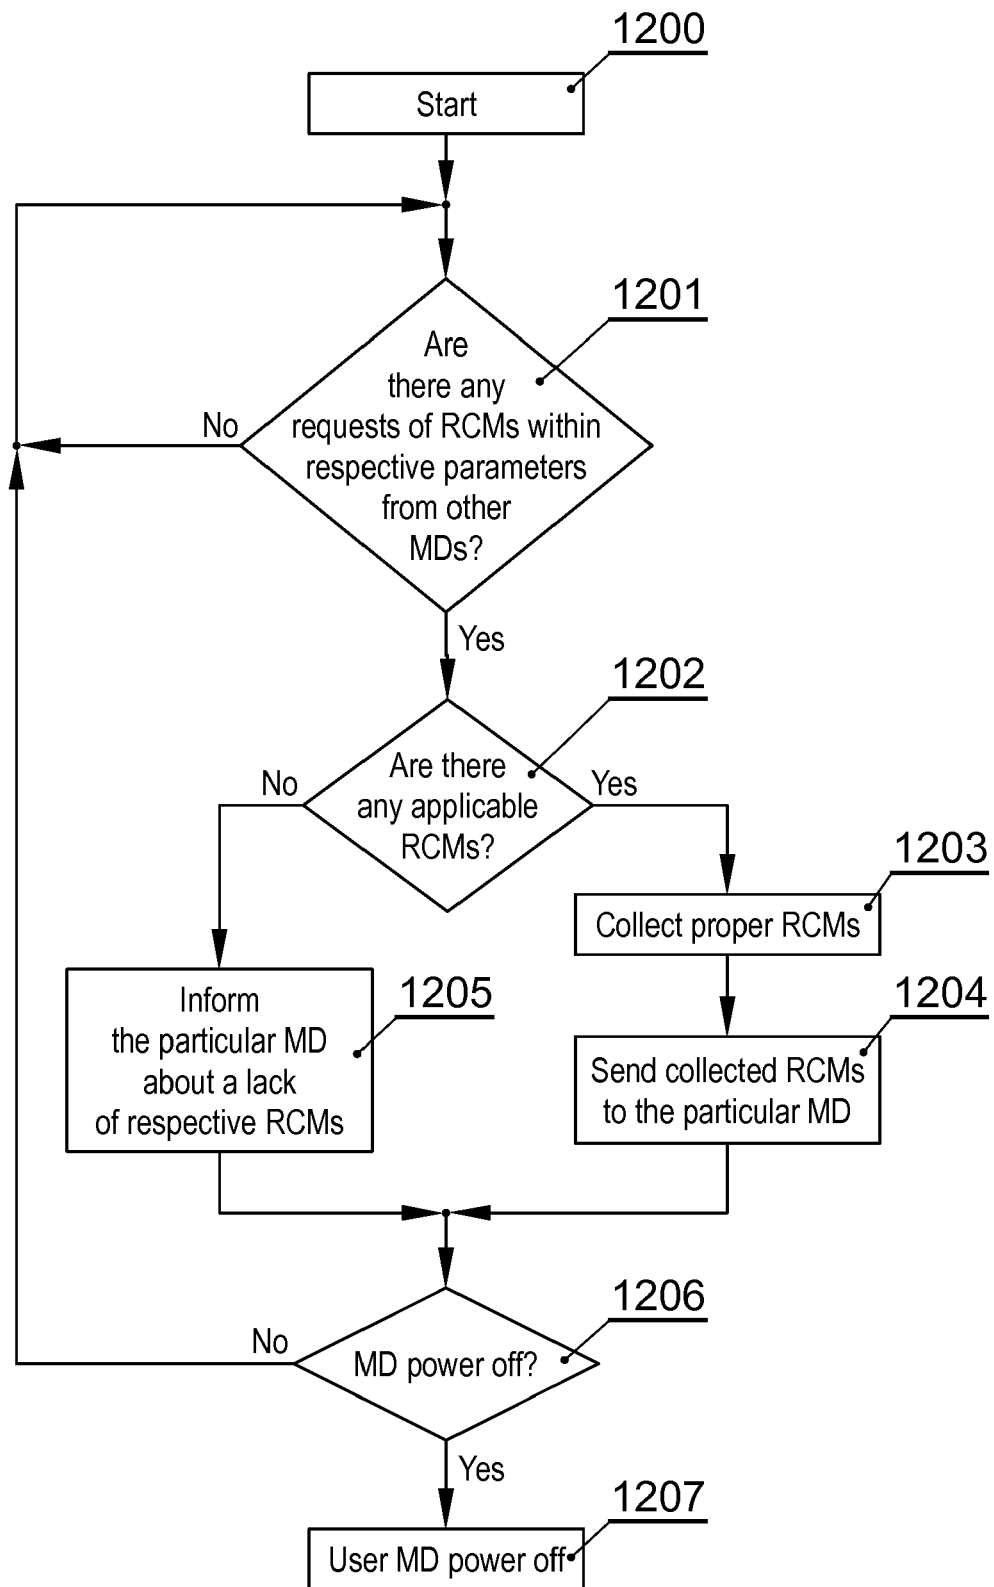 1200
Start
1201
Are
there any
requests of RCMs within
respective parameters
from other
MDs?
No
Yes
1202
Are there
any applicable
RCMs?
No
Yes
1203
Collect proper RCMs
1205
Inform
the particular MD
about a lack
of respective RCMs
1204
Send collected RCMs
to the particular MD
1206
MD power off?
No
Yes
1207
User MD power off